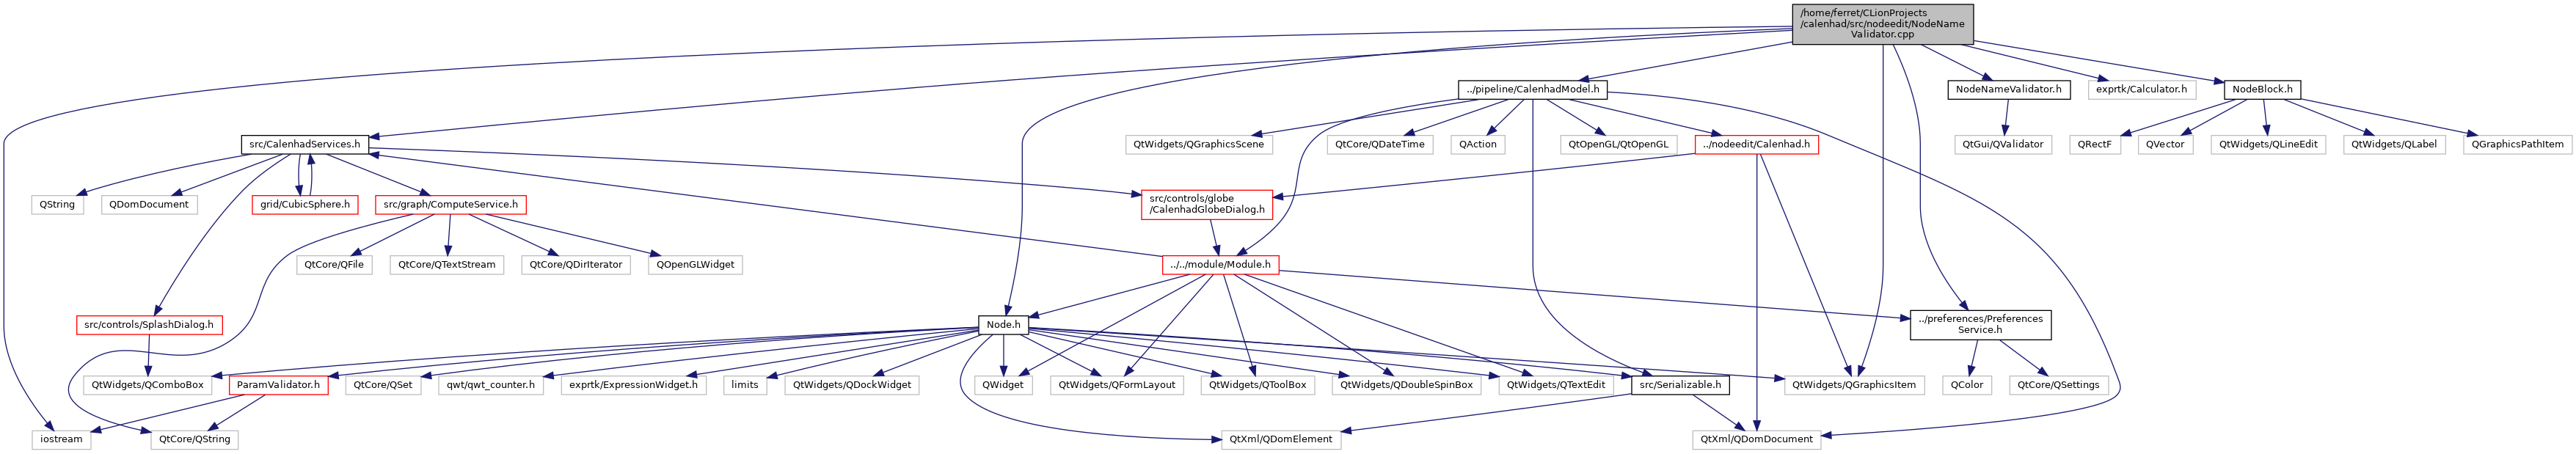 /home/ferret/CLionProjects
/calenhad/src/nodeedit/NodeName
Validator.cpp
../pipeline/CalenhadModel.h
NodeNameValidator.h
exprtk/Calculator.h
NodeBlock.h
src/CalenhadServices.h
QtWidgets/QGraphicsScene
QtCore/QDateTime
QAction
QtOpenGL/QtOpenGL
../nodeedit/Calenhad.h
QtGui/QValidator
QRectF
QVector
QtWidgets/QLineEdit
QtWidgets/QLabel
QGraphicsPathItem
QString
QDomDocument
grid/CubicSphere.h
src/graph/ComputeService.h
src/controls/globe
/CalenhadGlobeDialog.h
QtCore/QFile
QtCore/QTextStream
QtCore/QDirIterator
QOpenGLWidget
../../module/Module.h
src/controls/SplashDialog.h
Node.h
../preferences/Preferences
Service.h
QtWidgets/QComboBox
ParamValidator.h
QtCore/QSet
qwt/qwt_counter.h
exprtk/ExpressionWidget.h
limits
QtWidgets/QDockWidget
QWidget
QtWidgets/QFormLayout
QtWidgets/QToolBox
QtWidgets/QDoubleSpinBox
QtWidgets/QTextEdit
src/Serializable.h
QtWidgets/QGraphicsItem
QColor
QtCore/QSettings
iostream
QtCore/QString
QtXml/QDomElement
QtXml/QDomDocument